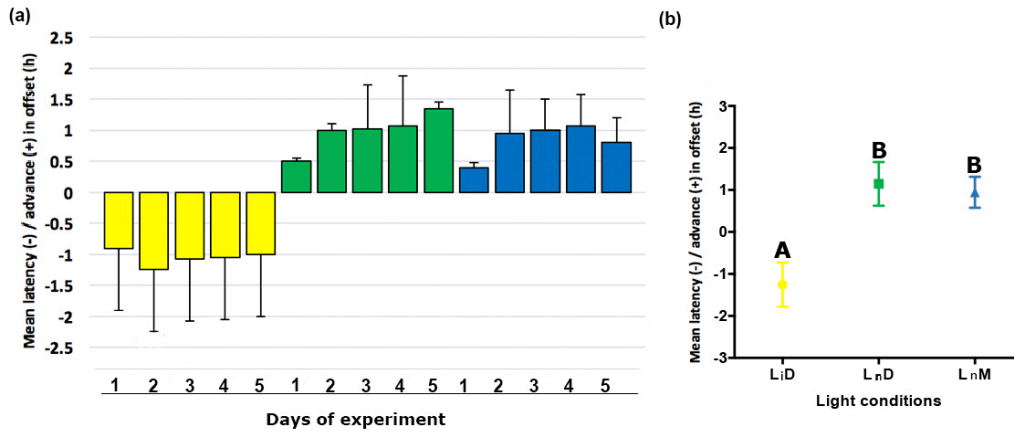 (a)
Mean latency (-) / advance (+) in offset (h)
2.5
2
1.5
1
0.5
0
-0.5
-1
-1.5
-2
-2.5
1 2 3 4 5 1 2 3 4 5 1 2 3 4 5
Days of experiment
(b)
Mean latency (-) / advance (+) in offset (h)
3
2
1
0
-1
-2
-3
A
B
B
LiD LnD LnM
Light conditions